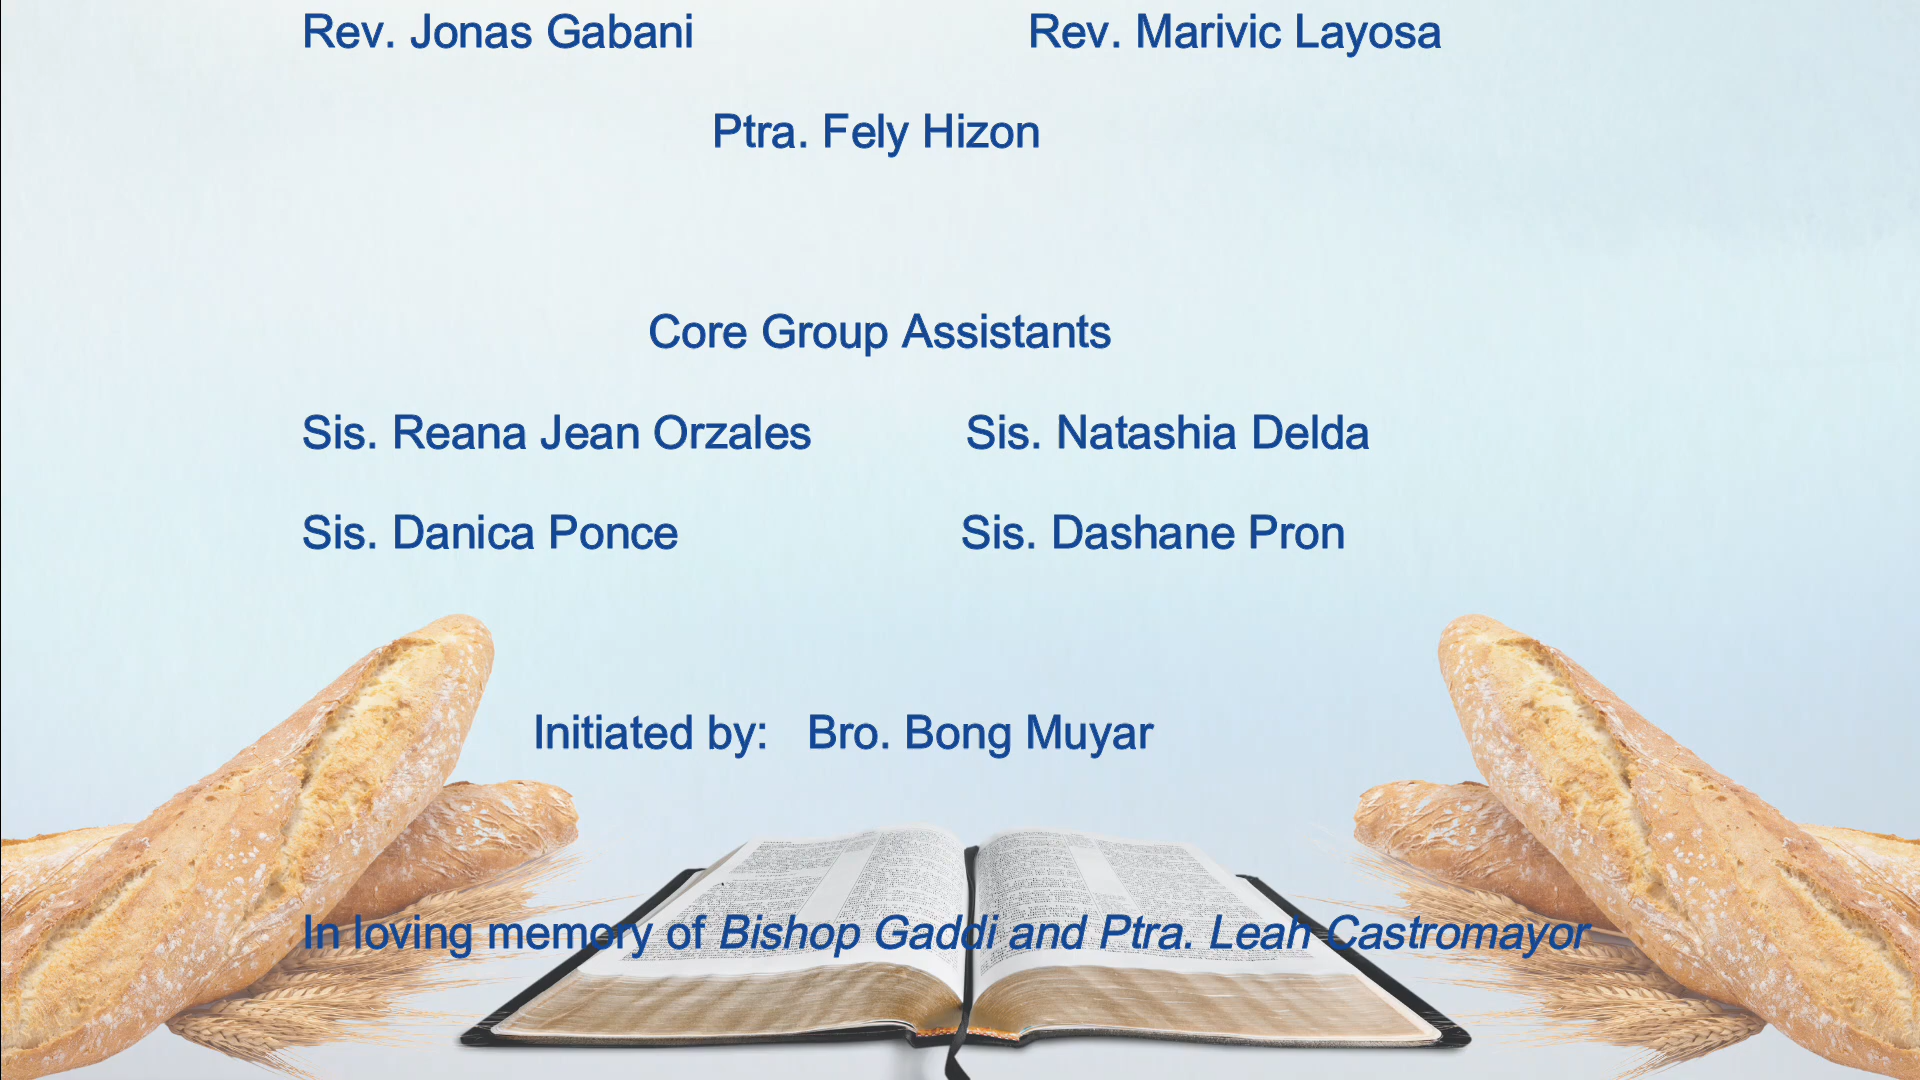 Rev. Jonas Gabani Rev. Marivic Layosa
Ptra. Fely Hizon
Core Group Assistants
Sis. Reana Jean Orzales Sis. Natashia Delda
Sis. Danica Ponce Sis. Dashane Pron
Initiated by: Bro. Bong Muyar
In loving memory of Bishop Gaddi and Ptra. Leah Castromayor